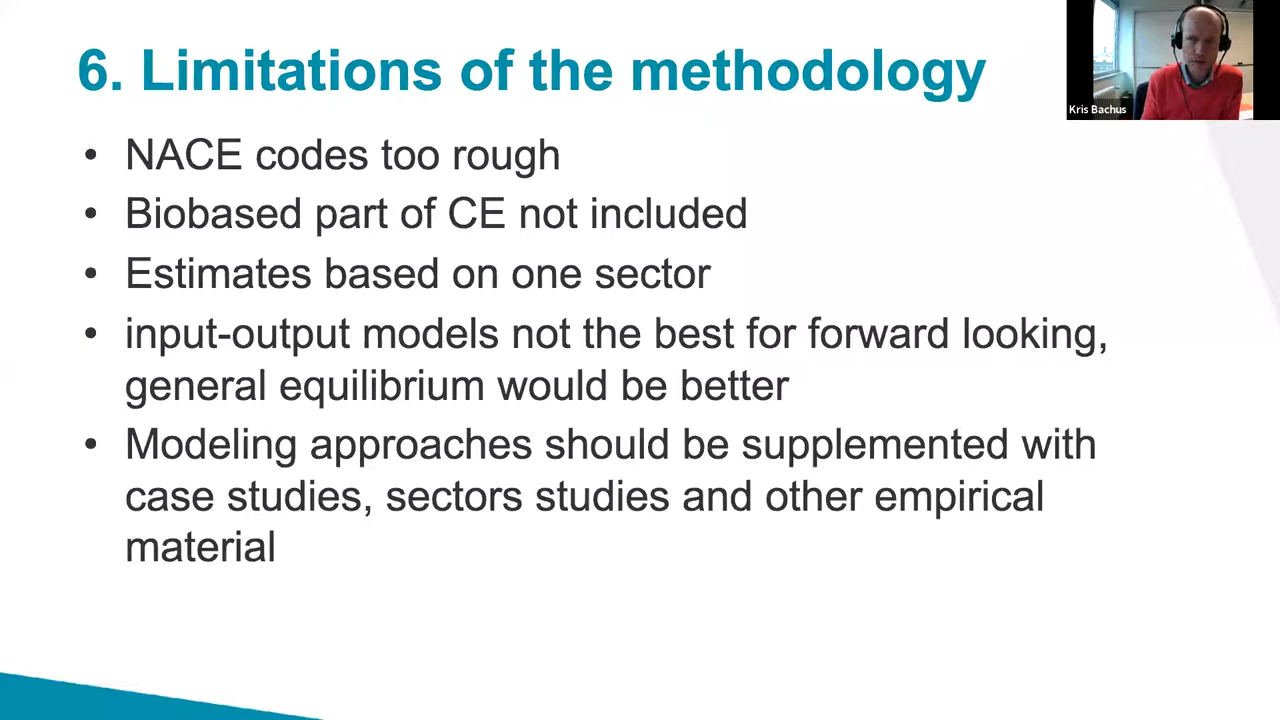 6. Limitations of the methodology
Kris Bachus
• NACE codes too rough
• Biobased part of CE not included
• Estimates based on one sector
• input-output models not the best for forward looking,
general equilibrium would be better
• Modeling approaches should be supplemented with
case studies, sectors studies and other empirical
material